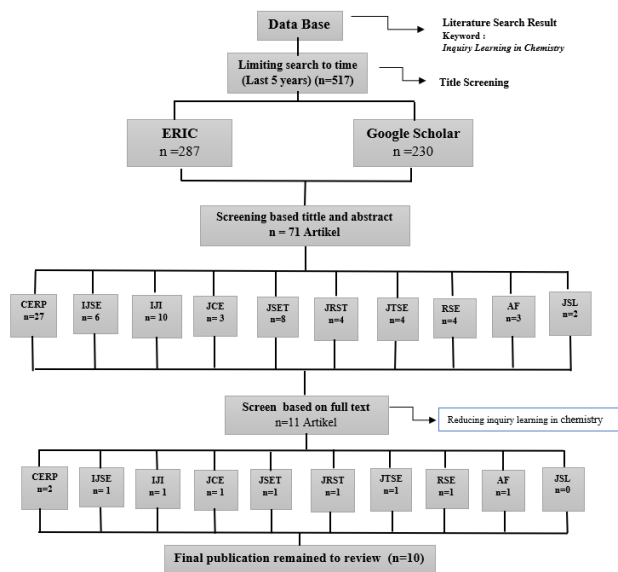 Data Base
Literature Search Result
Keyword :
Inquiry Learning in Chemistry
Limiting search to time
(Last 5 years) (n=517)
Title Screening
ERIC
n =287
Google Scholar
n =230
Screening based tittle and abstract
n = 71 Artikel
CERP
n=27
IJSE
n= 6
IJI
n= 10
JCE
n= 3
JSET
n=8
JRST
n=4
JTSE
n=4
RSE
n=4
AF
n=3
JSL
n=2
Screen based on full text
n=11 Artikel
Reducing inquiry learning in chemistry
CERP
n=2
IJSE
n= 1
IJI
n= 1
JCE
n= 1
JSET
n=1
JRST
n=1
JTSE
n=1
RSE
n=1
AF
n=1
JSL
n=0
Final publication remained to review (n=10)